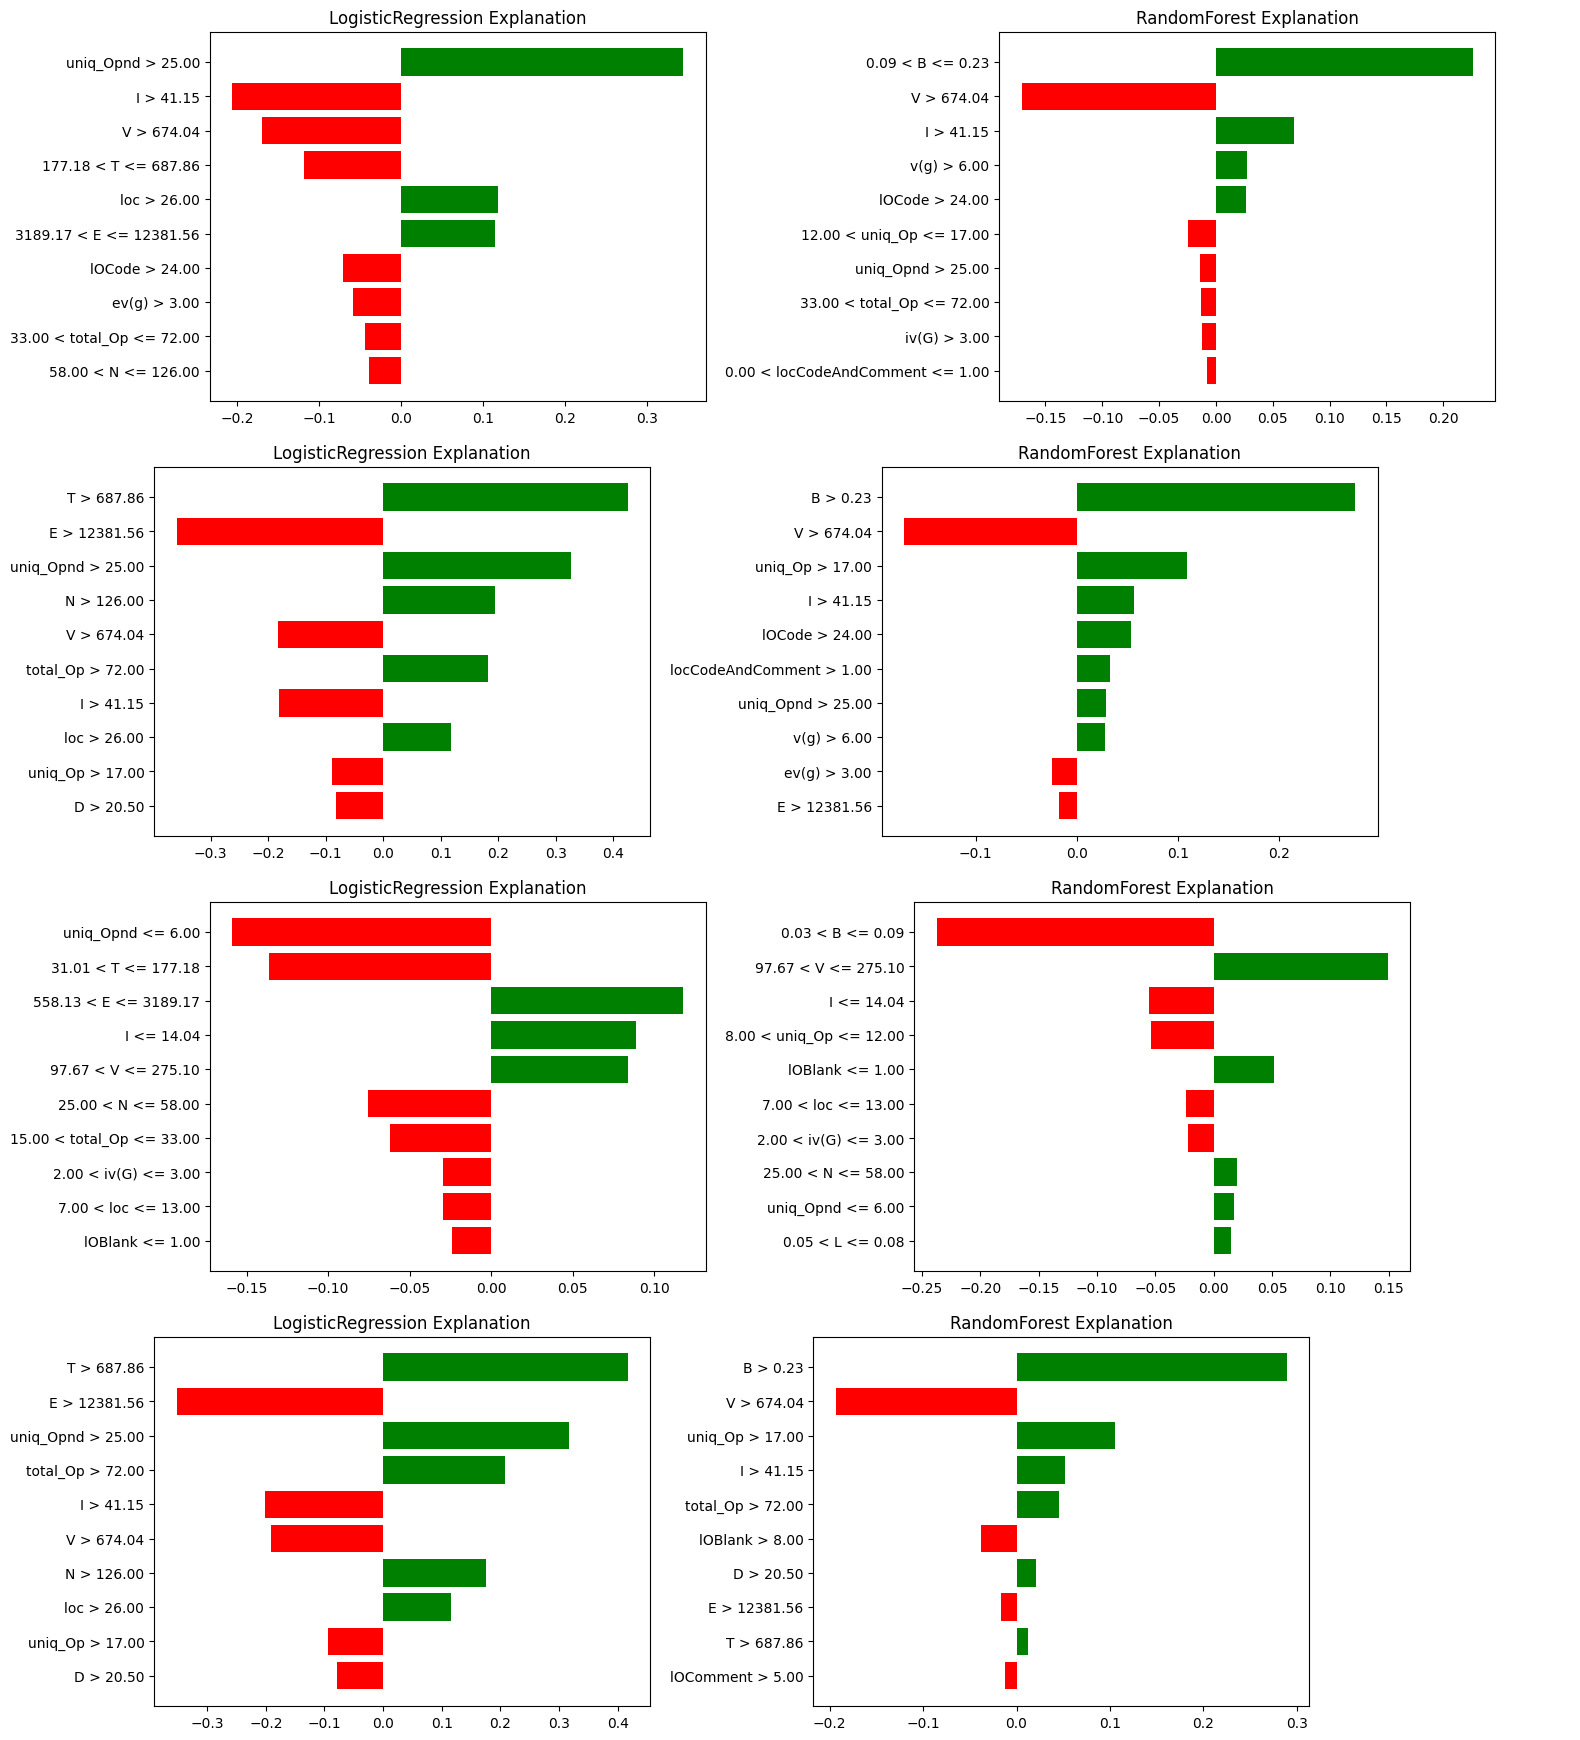 LogisticRegression Explanation
uniq_Opnd > 25.00
I > 41.15
V > 674.04
177.18 < T <= 687.86
loc > 26.00
3189.17 < E <= 12381.56
lOCode > 24.00
ev(g) > 3.00
33.00 < total_Op <= 72.00
58.00 < N <= 126.00
−0.2 −0.1 0.0 0.1 0.2 0.3
RandomForest Explanation
0.09 < B <= 0.23
V > 674.04
I > 41.15
v(g) > 6.00
lOCode > 24.00
12.00 < uniq_Op <= 17.00
uniq_Opnd > 25.00
33.00 < total_Op <= 72.00
iv(G) > 3.00
0.00 < locCodeAndComment <= 1.00
−0.15 −0.10 −0.05 0.00 0.05 0.10 0.15 0.20
LogisticRegression Explanation
T > 687.86
E > 12381.56
uniq_Opnd > 25.00
N > 126.00
V > 674.04
total_Op > 72.00
I > 41.15
loc > 26.00
uniq_Op > 17.00
D > 20.50
−0.3 −0.2 −0.1 0.0 0.1 0.2 0.3 0.4
RandomForest Explanation
B > 0.23
V > 674.04
uniq_Op > 17.00
I > 41.15
lOCode > 24.00
locCodeAndComment > 1.00
uniq_Opnd > 25.00
v(g) > 6.00
ev(g) > 3.00
E > 12381.56
−0.1 0.0 0.1 0.2
LogisticRegression Explanation
uniq_Opnd <= 6.00
31.01 < T <= 177.18
558.13 < E <= 3189.17
I <= 14.04
97.67 < V <= 275.10
25.00 < N <= 58.00
15.00 < total_Op <= 33.00
2.00 < iv(G) <= 3.00
7.00 < loc <= 13.00
lOBlank <= 1.00
−0.15 −0.10 −0.05 0.00 0.05 0.10
RandomForest Explanation
0.03 < B <= 0.09
97.67 < V <= 275.10
I <= 14.04
8.00 < uniq_Op <= 12.00
lOBlank <= 1.00
7.00 < loc <= 13.00
2.00 < iv(G) <= 3.00
25.00 < N <= 58.00
uniq_Opnd <= 6.00
0.05 < L <= 0.08
−0.25 −0.20 −0.15 −0.10 −0.05 0.00 0.05 0.10 0.15
LogisticRegression Explanation
T > 687.86
E > 12381.56
uniq_Opnd > 25.00
total_Op > 72.00
I > 41.15
V > 674.04
N > 126.00
loc > 26.00
uniq_Op > 17.00
D > 20.50
−0.3 −0.2 −0.1 0.0 0.1 0.2 0.3 0.4
RandomForest Explanation
B > 0.23
V > 674.04
uniq_Op > 17.00
I > 41.15
total_Op > 72.00
lOBlank > 8.00
D > 20.50
E > 12381.56
T > 687.86
lOComment > 5.00
−0.2 −0.1 0.0 0.1 0.2 0.3